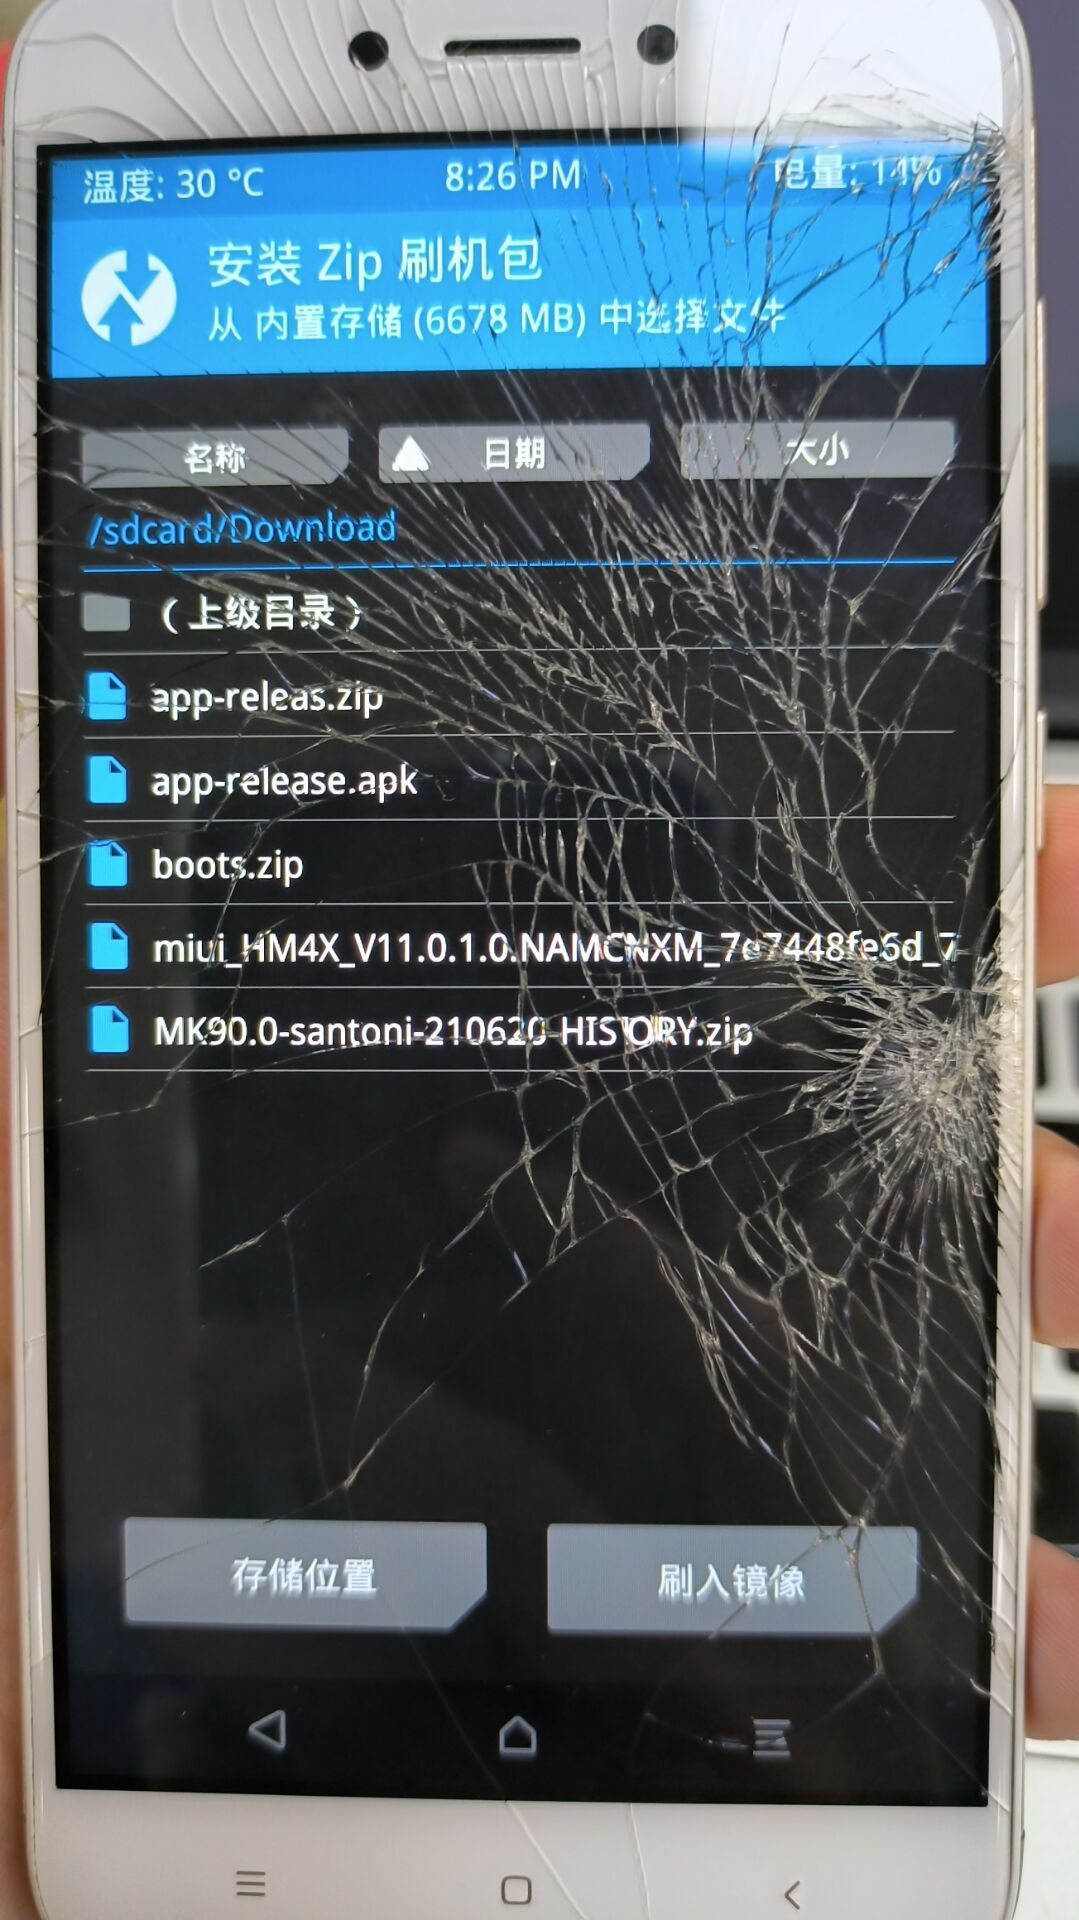 温度: 30 °C
8:26 PM
电量: 14%
安装 Zip 刷机包
从 内置存储 (6678 MB) 中选择文件
名称
日期
大小
/sdcard/Download
（上级目录）
app-releas.zip
app-release.apk
boots.zip
miui_HM4X_V11.0.1.0.NAMCNXM_7e7448fe6d_7
MK90.0-santoni-210620-HISTORY.zip
存储位置
刷入镜像